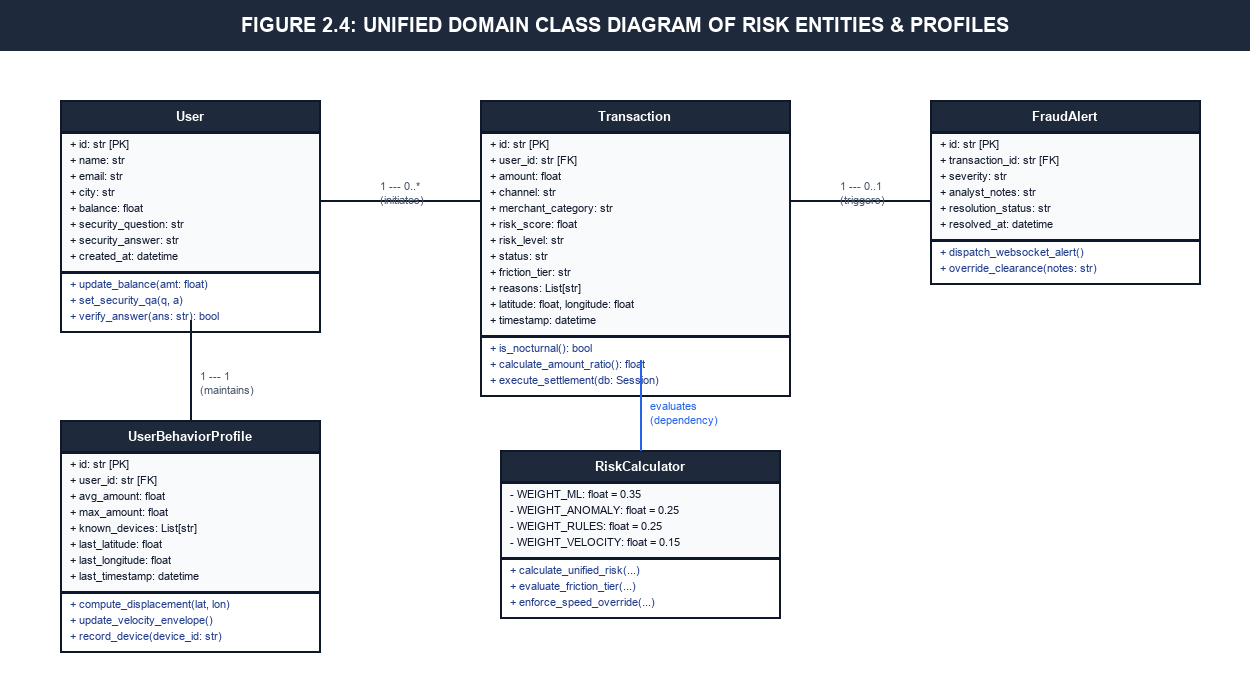 FIGURE 2.4: UNIFIED DOMAIN CLASS DIAGRAM OF RISK ENTITIES & PROFILES
User
+ id: str [PK]
+ name: str
+ email: str
+ city: str
+ balance: float
+ security_question: str
+ security_answer: str
+ created_at: datetime
+ update_balance(amt: float)
+ set_security_qa(q, a)
+ verify_answer(ans: str): bool
1 --- 0..*
(initiates)
Transaction
+ id: str [PK]
+ user_id: str [FK]
+ amount: float
+ channel: str
+ merchant_category: str
+ risk_score: float
+ risk_level: str
+ status: str
+ friction_tier: str
+ reasons: List[str]
+ latitude: float, longitude: float
+ timestamp: datetime
+ is_nocturnal(): bool
+ calculate_amount_ratio(): float
+ execute_settlement(db: Session)
1 --- 0..1
(triggers)
FraudAlert
+ id: str [PK]
+ transaction_id: str [FK]
+ severity: str
+ analyst_notes: str
+ resolution_status: str
+ resolved_at: datetime
+ dispatch_websocket_alert()
+ override_clearance(notes: str)
1 --- 1
(maintains)
UserBehaviorProfile
+ id: str [PK]
+ user_id: str [FK]
+ avg_amount: float
+ max_amount: float
+ known_devices: List[str]
+ last_latitude: float
+ last_longitude: float
+ last_timestamp: datetime
+ compute_displacement(lat, lon)
+ update_velocity_envelope()
+ record_device(device_id: str)
evaluates
(dependency)
RiskCalculator
- WEIGHT_ML: float = 0.35
- WEIGHT_ANOMALY: float = 0.25
- WEIGHT_RULES: float = 0.25
- WEIGHT_VELOCITY: float = 0.15
+ calculate_unified_risk(...)
+ evaluate_friction_tier(...)
+ enforce_speed_override(...)